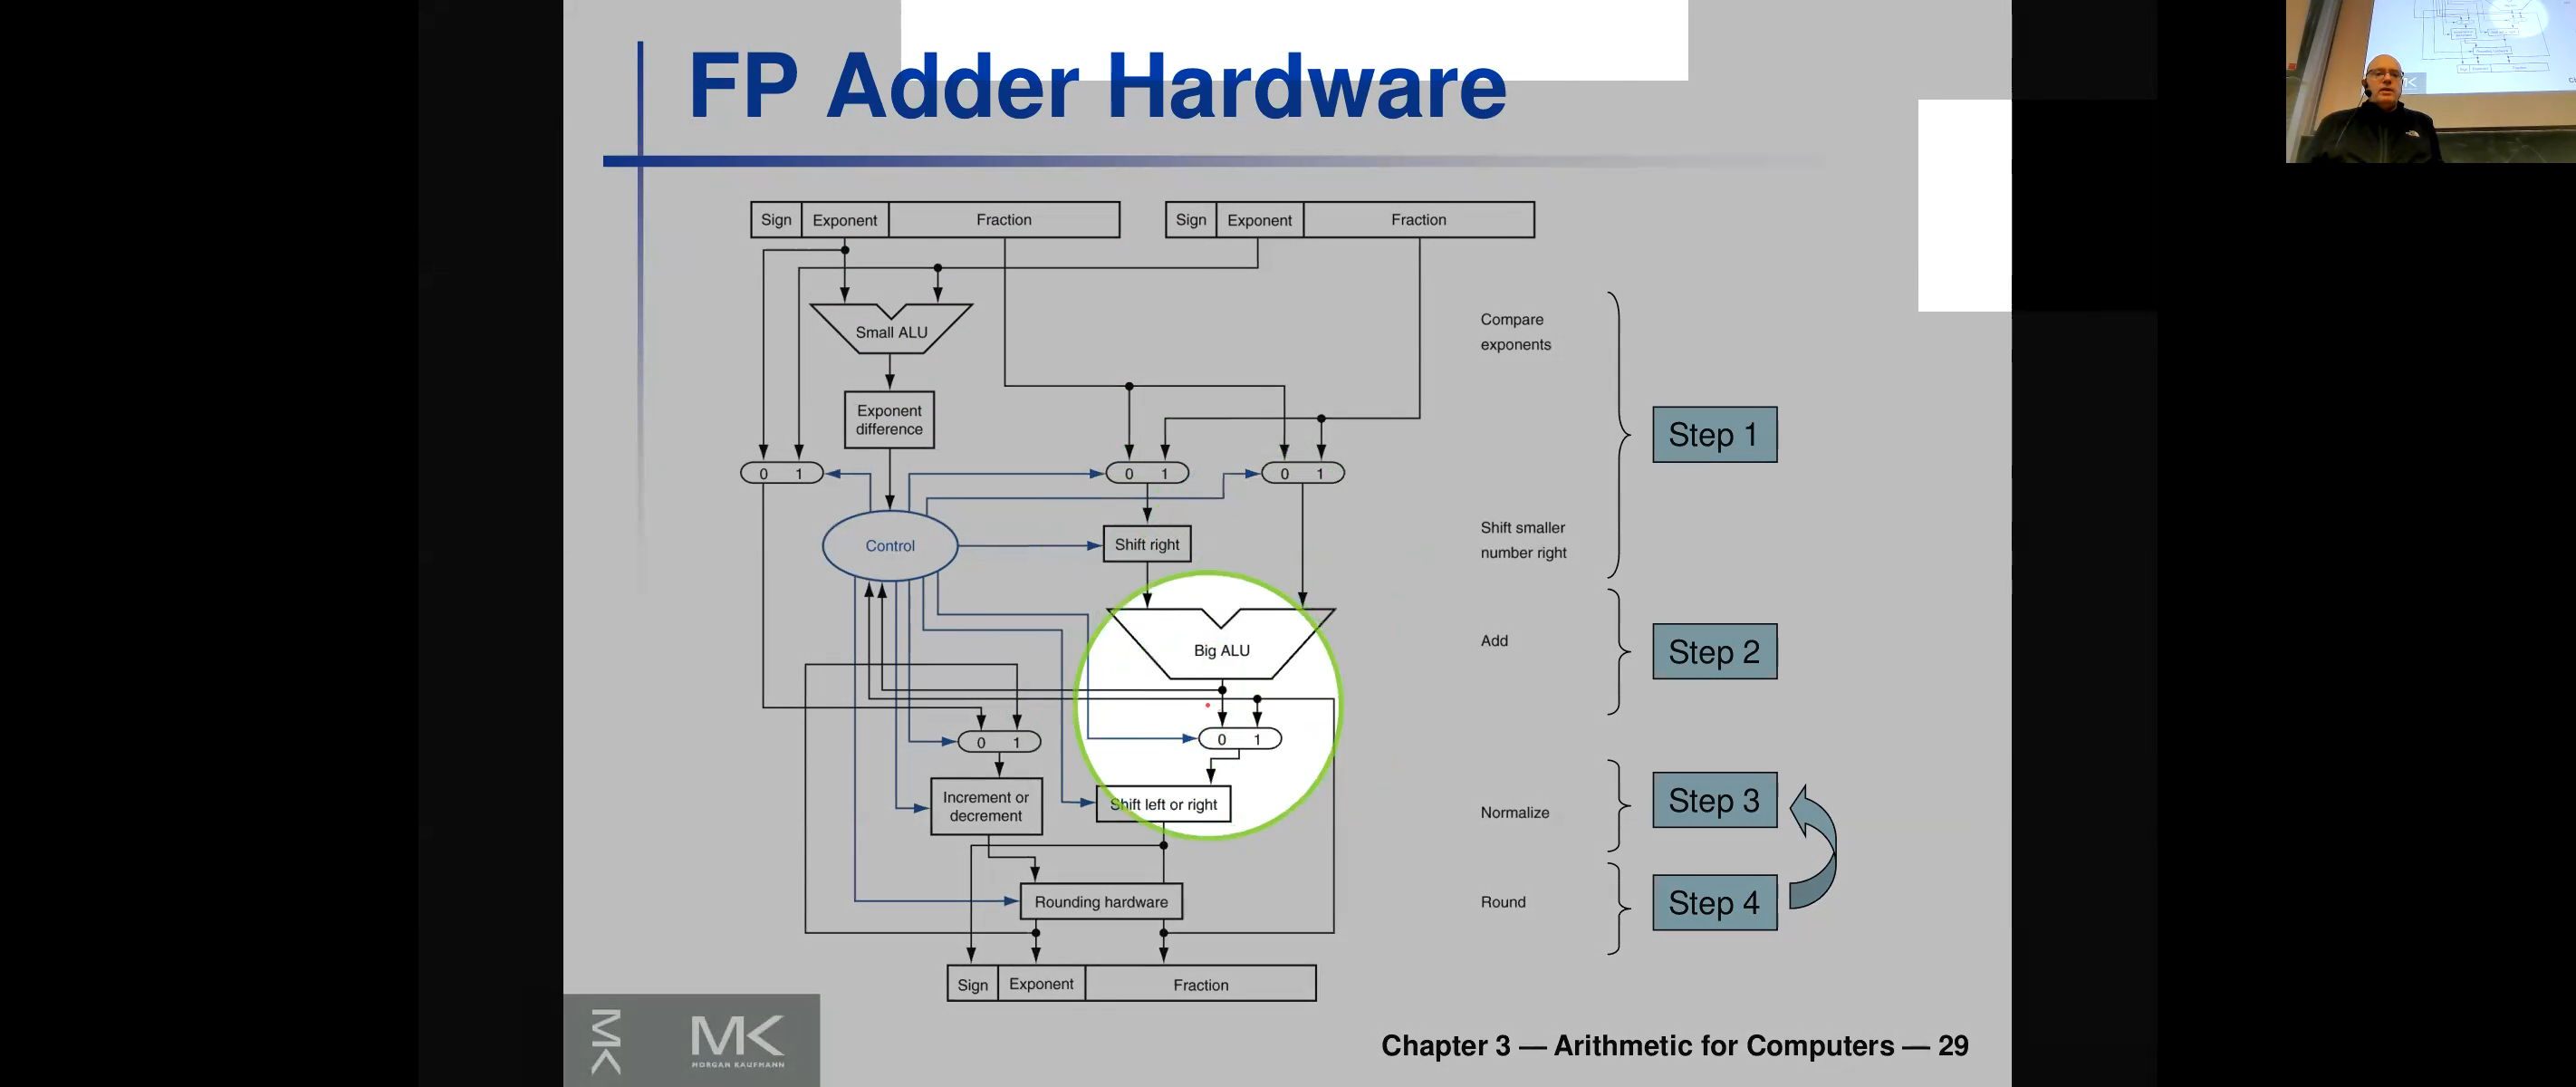 FP Adder Hardware
Sign Exponent Fraction
Sign Exponent Fraction
Small ALU
Compare
exponents
Exponent
difference
Step 1
0 1
0 1
0 1
Control
Shift right
Shift smaller
number right
Big ALU
Add
Step 2
0 1
0 1
Increment or
decrement
Shift left or right
Normalize
Step 3
Rounding hardware
Round
Step 4
Sign Exponent Fraction
MK
MK
MORGAN KAUFMANN
Chapter 3 — Arithmetic for Computers — 29